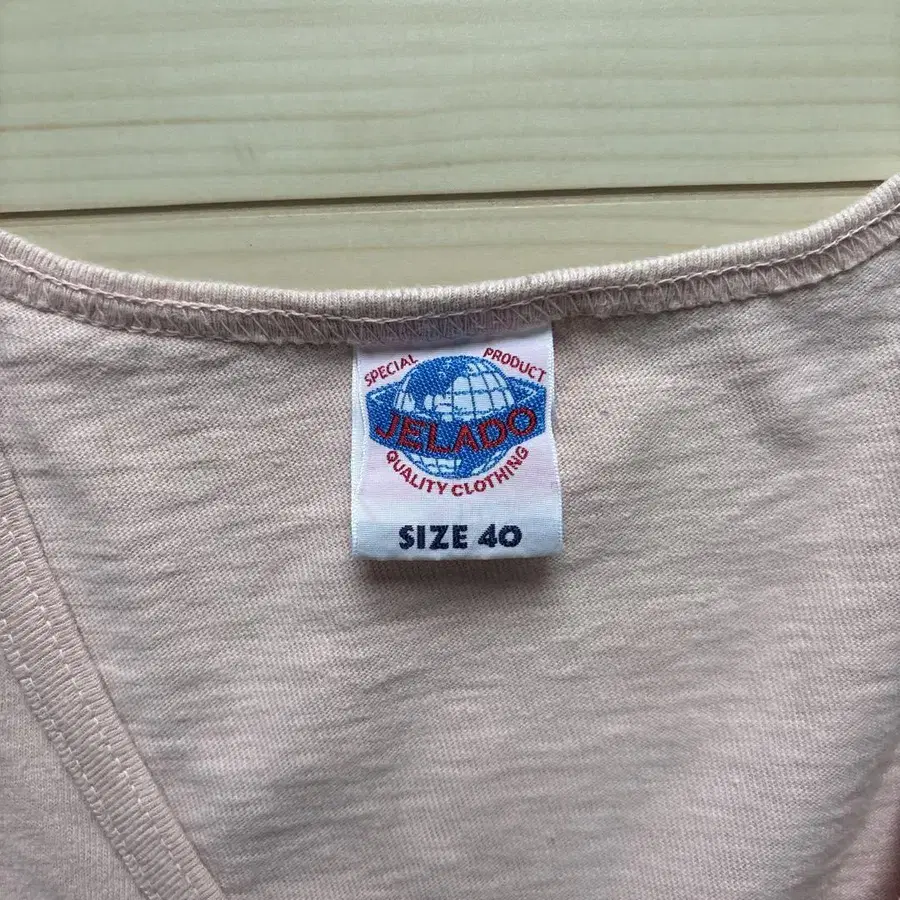 SPECIAL PRODUCT
JELADO
QUALITY CLOTHING
SIZE 40